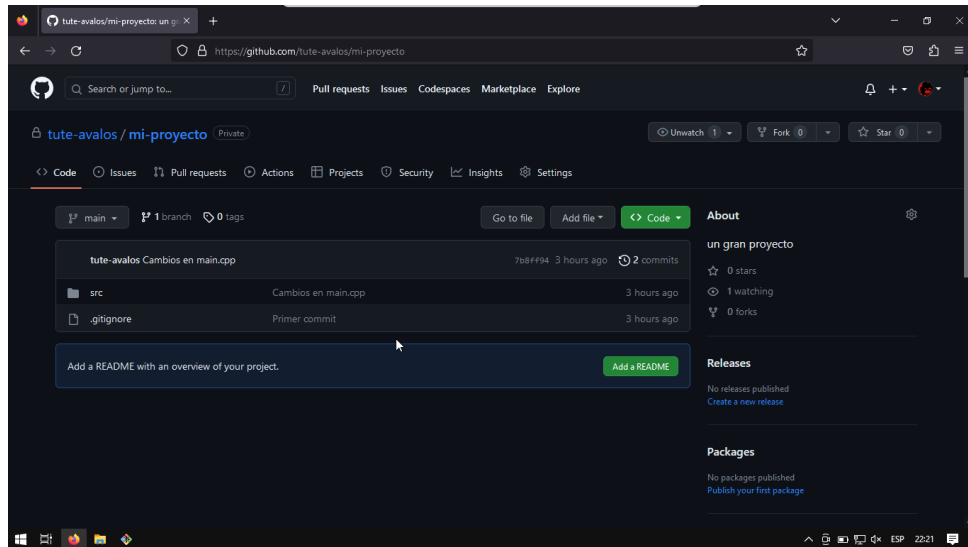 tute-avalos/mi-proyecto: un gr
https://github.com/tute-avalos/mi-proyecto
Search or jump to...
/
Pull requests Issues Codespaces Marketplace Explore
tute-avalos / mi-proyecto Private
Unwatch 1 Fork 0 Star 0
Code Issues Pull requests Actions Projects Security Insights Settings
main 1 branch 0 tags Go to file Add file Code
tute-avalos Cambios en main.cpp 7b8ff94 3 hours ago 2 commits
src Cambios en main.cpp 3 hours ago
.gitignore Primer commit 3 hours ago
Add a README with an overview of your project. Add a README
About
un gran proyecto
0 stars
1 watching
0 forks
Releases
No releases published
Create a new release
Packages
No packages published
Publish your first package
ESP 22:21